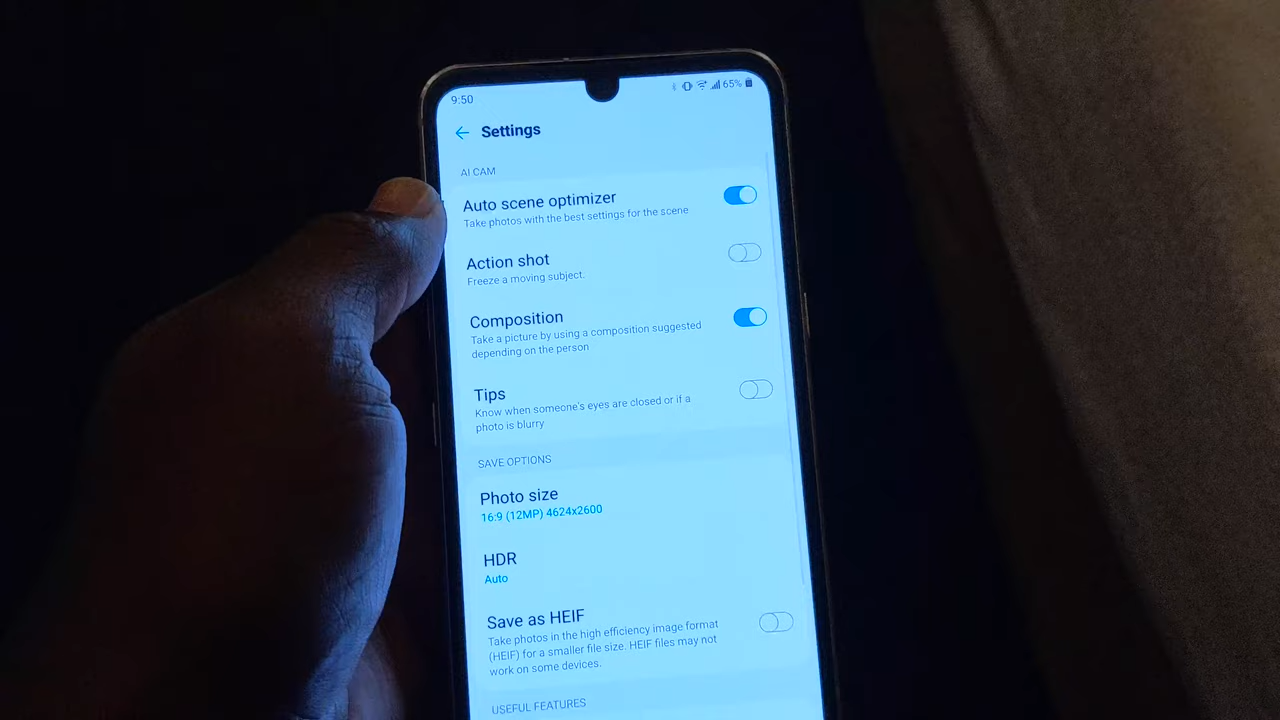 9:50
65%
Settings
AI CAM
Auto scene optimizer
Take photos with the best settings for the scene
Action shot
Freeze a moving subject.
Composition
Take a picture by using a composition suggested
depending on the person
Tips
Know when someone's eyes are closed or if a
photo is blurry
SAVE OPTIONS
Photo size
16:9 (12MP) 4624x2600
HDR
Auto
Save as HEIF
Take photos in the high efficiency image format
(HEIF) for a smaller file size. HEIF files may not
work on some devices.
USEFUL FEATURES